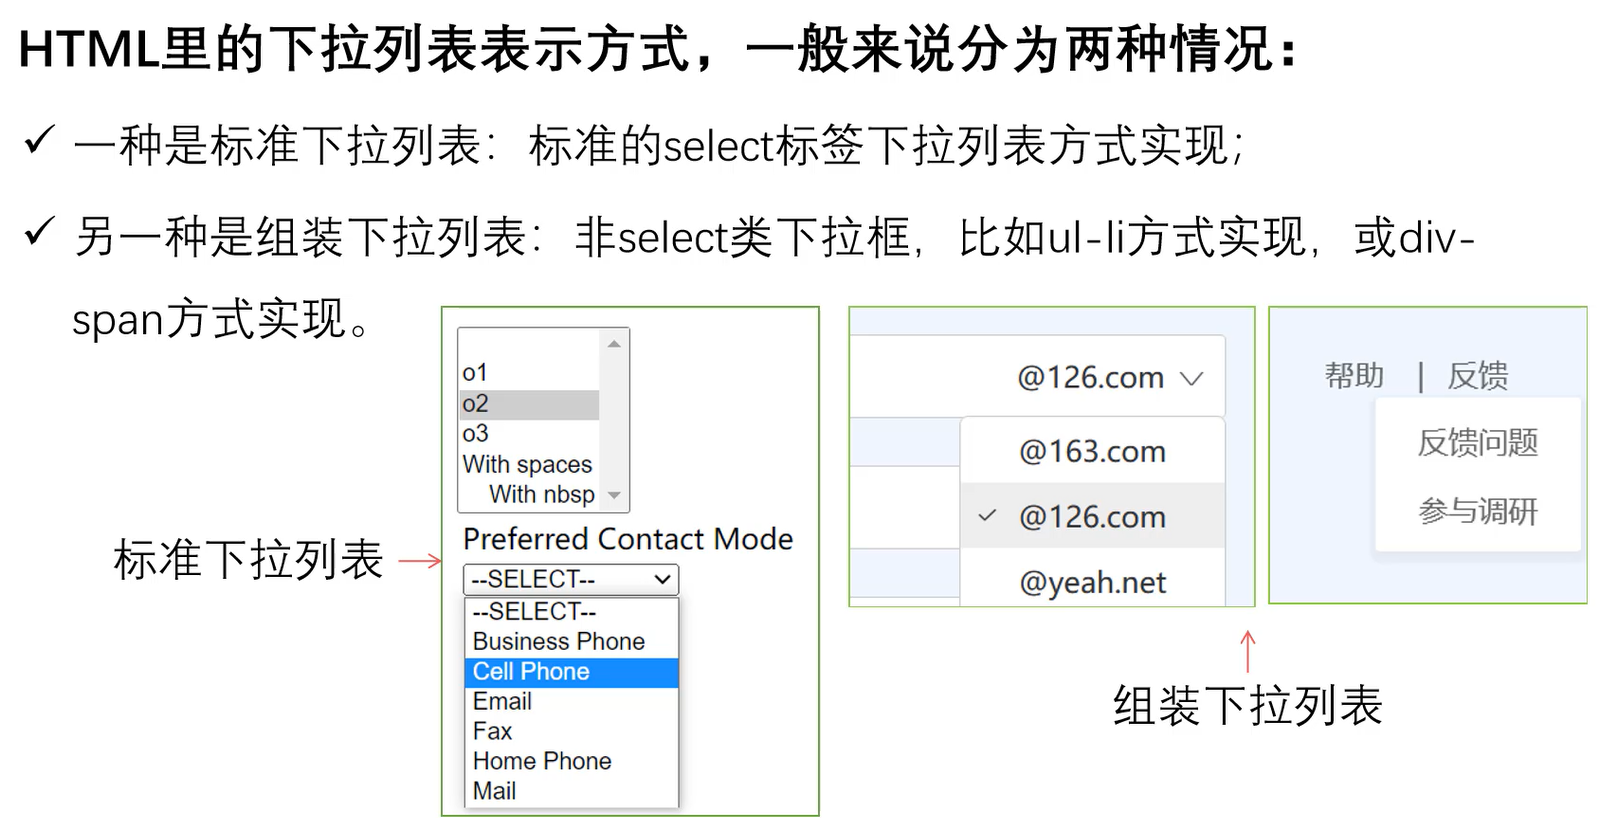 HTML里的下拉列表表示方式，一般来说分为两种情况：
✓ 一种是标准下拉列表：标准的select标签下拉列表方式实现；
✓ 另一种是组装下拉列表：非select类下拉框，比如ul-li方式实现，或div-
span方式实现。
o1
o2
o3
With spaces
With nbsp
Preferred Contact Mode
--SELECT--
--SELECT--
Business Phone
Cell Phone
Email
Fax
Home Phone
Mail
标准下拉列表
@126.com
@163.com
@126.com
@yeah.net
帮助 | 反馈
反馈问题
参与调研
组装下拉列表